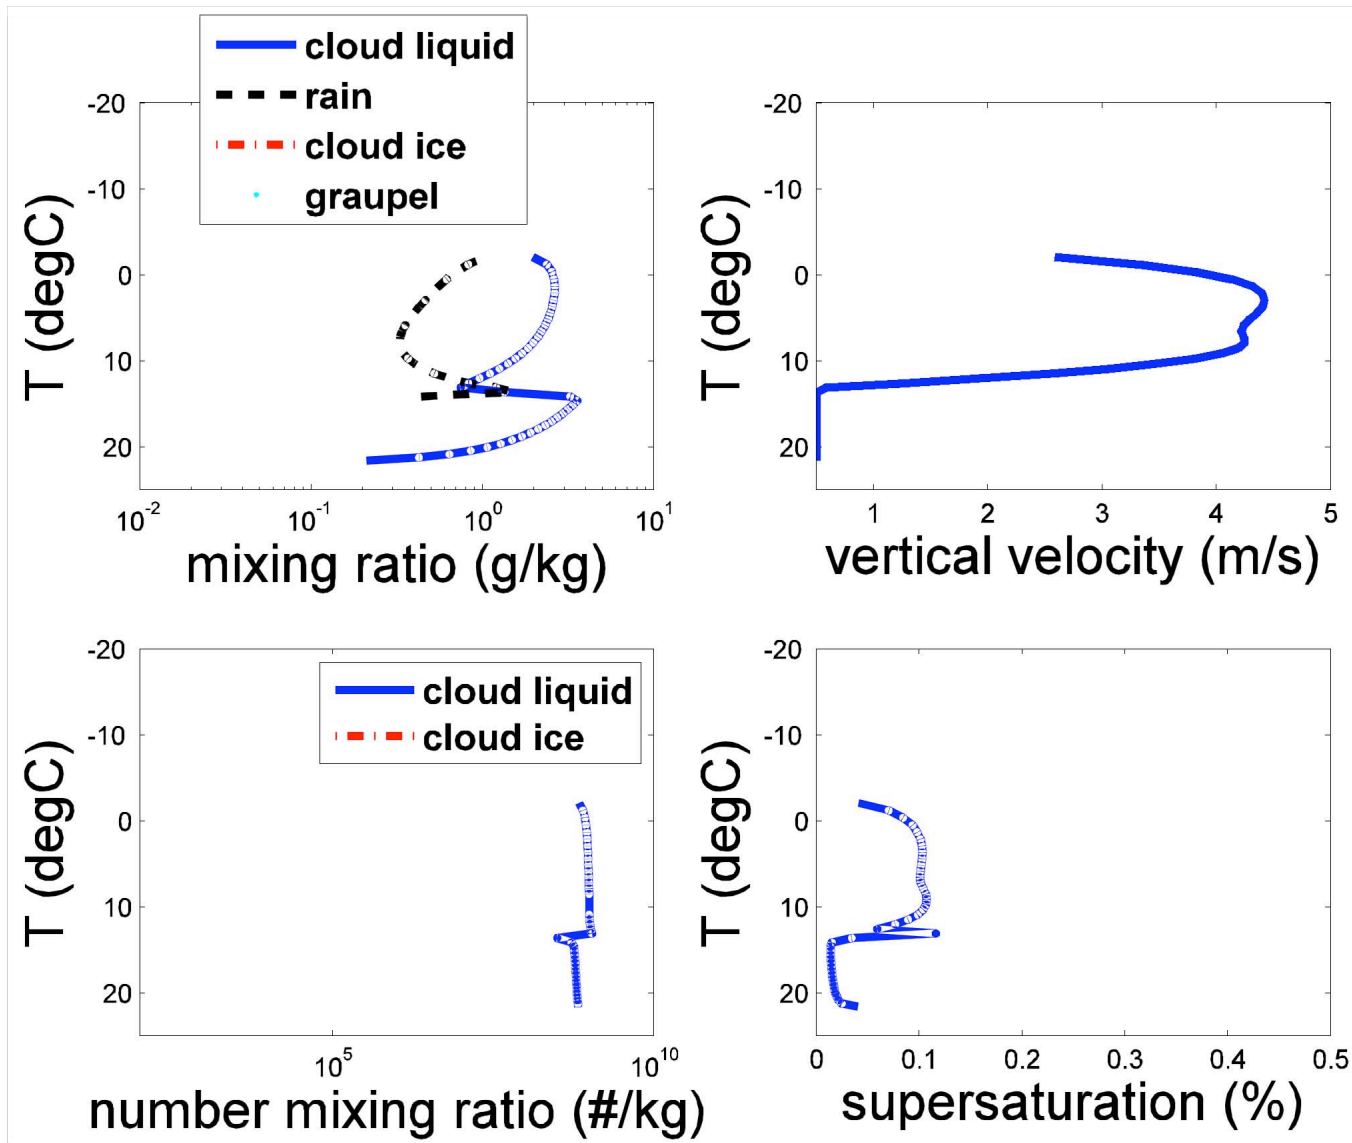 cloud liquid
rain
cloud ice
graupel
-20
-10
0
10
20
T (degC)
10^-2
10^-1
10^0
10^1
mixing ratio (g/kg)
-20
-10
0
10
20
T (degC)
1
2
3
4
5
vertical velocity (m/s)
cloud liquid
cloud ice
-20
-10
0
10
20
T (degC)
10^5
10^10
number mixing ratio (#/kg)
-20
-10
0
10
20
T (degC)
0
0.1
0.2
0.3
0.4
0.5
supersaturation (%)